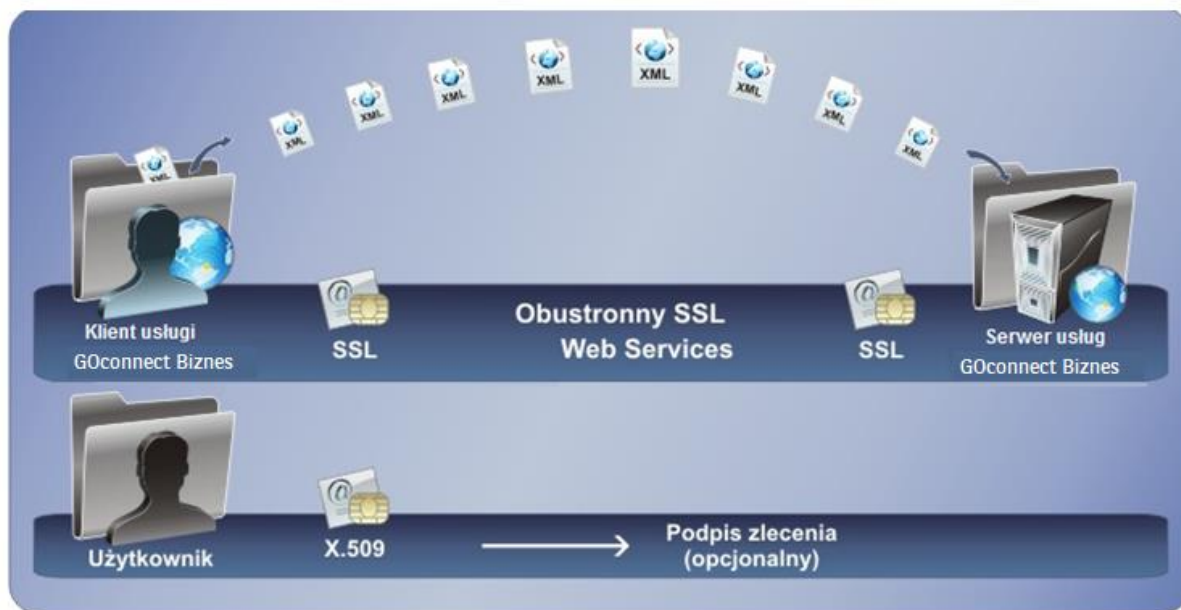 XML
XML
XML
XML
XML
XML
XML
XML
XML
Klient usługi
GOconnect Biznes
SSL
Obustronny SSL
Web Services
SSL
Serwer usług
GOconnect Biznes
Użytkownik
X.509
Podpis zlecenia
(opcjonalny)